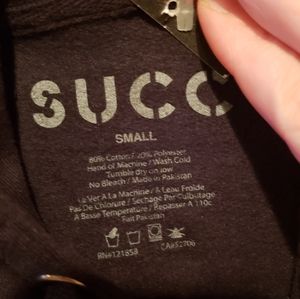 SUCC
SMALL
80% Cotton / 20% Polyester
Hand of Machine / Wash Cold
Tumble dry on low
No Bleach / Made in Pakistan
Le Ver A La Machine / & Leau Froide
Pas De Chlorure / Sechage Par Culbutage
A Basse Temperature / Repasser A 110c
Fait Pakistan
RN#121858
CA#52706